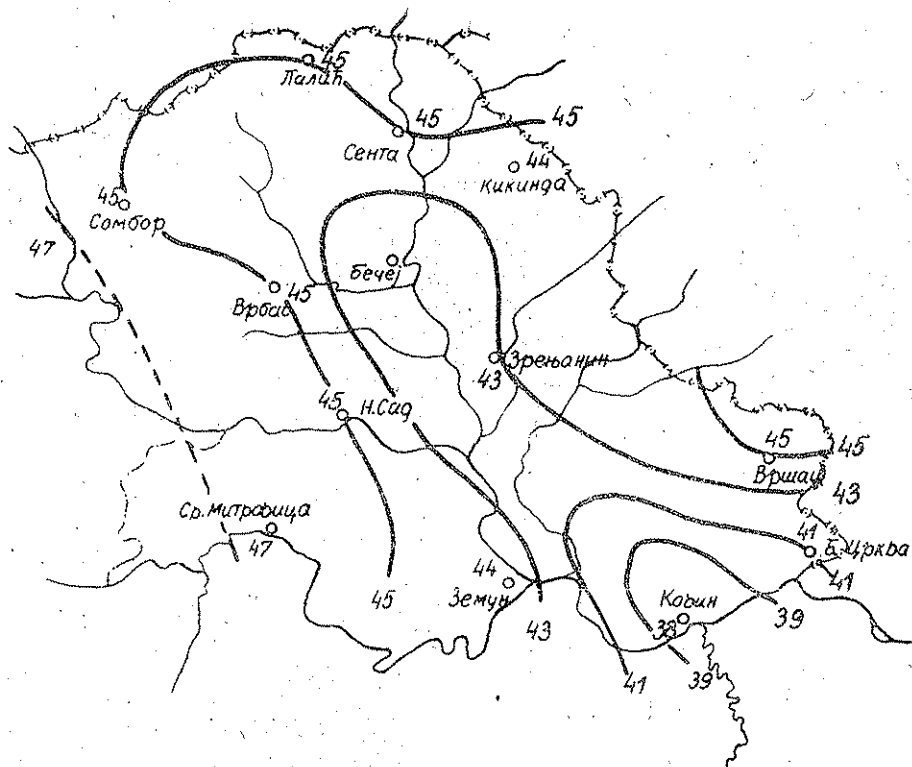 45
Палић
45
Сента
45
44
Кикинда
45
Сомбор
47
Бечеј
45
Врбас
Зрењанин
43
45
Н.Сад
45
Вршац
45
43
Ср.Митровица
47
41
Б.Црква
41
44
Земун
45
43
Ковин
38
39
39
41